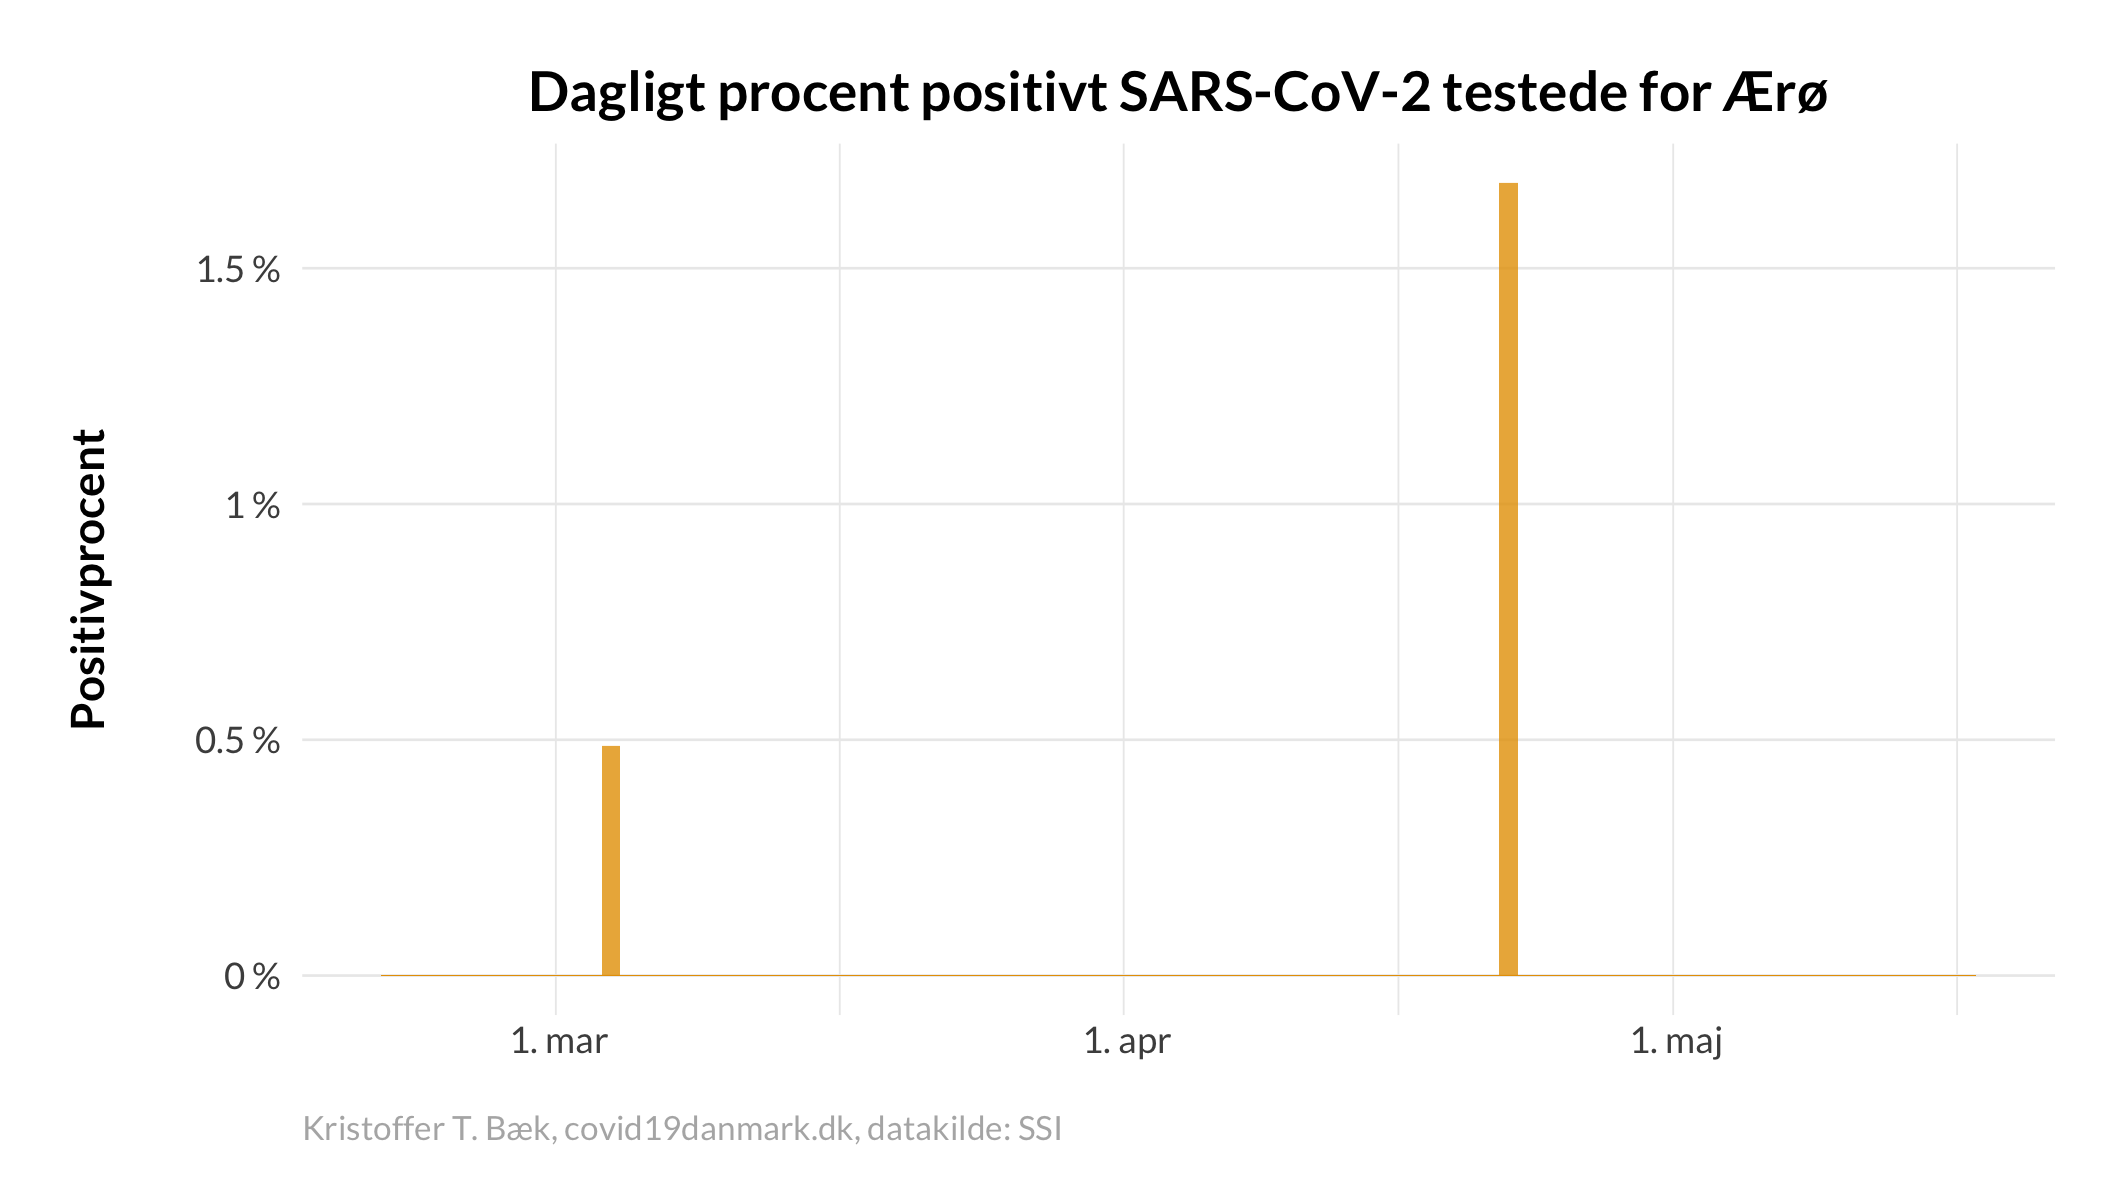 Dagligt procent positivt SARS-CoV-2 testede for Ærø
Positivprocent
1.5 %
1 %
0.5 %
0 %
1. mar
1. apr
1. maj
Kristoffer T. Bæk, covid19danmark.dk, datakilde: SSI